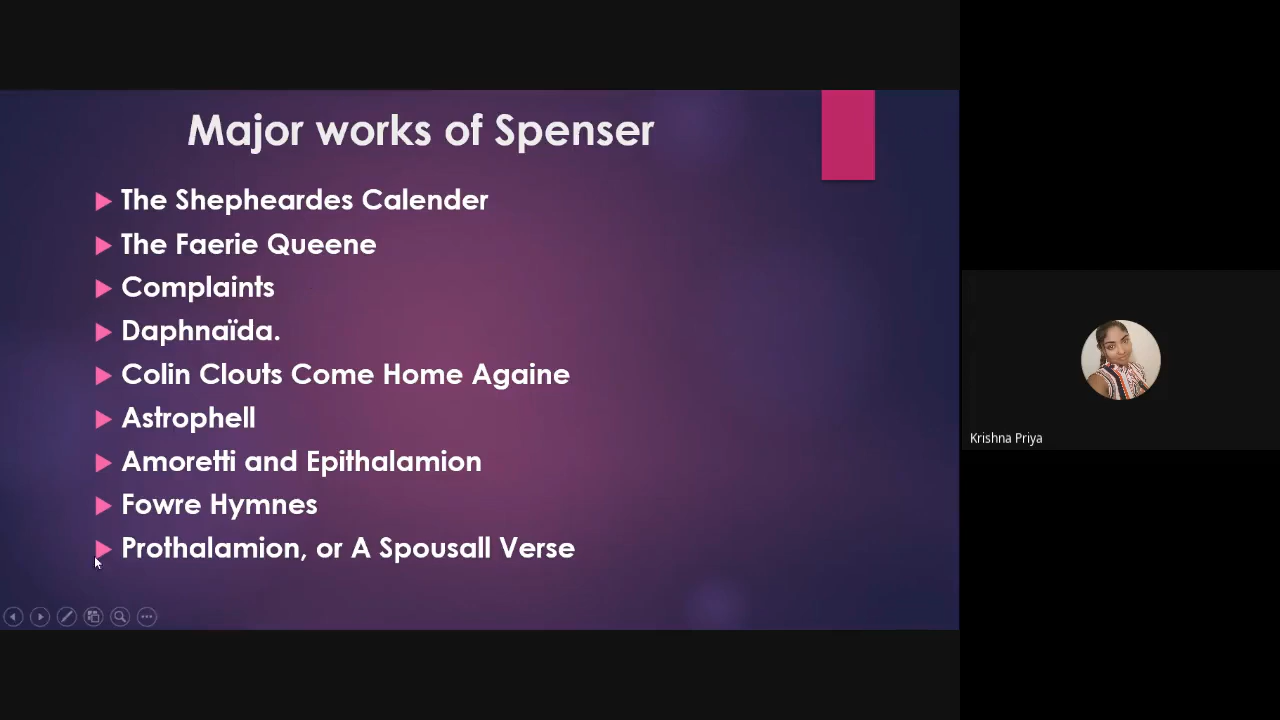 Major works of Spenser
The Shepheardes Calender
The Faerie Queene
Complaints
Daphnaïda.
Colin Clouts Come Home Againe
Astrophell
Amoretti and Epithalamion
Fowre Hymnes
Prothalamion, or A Spousall Verse
Krishna Priya